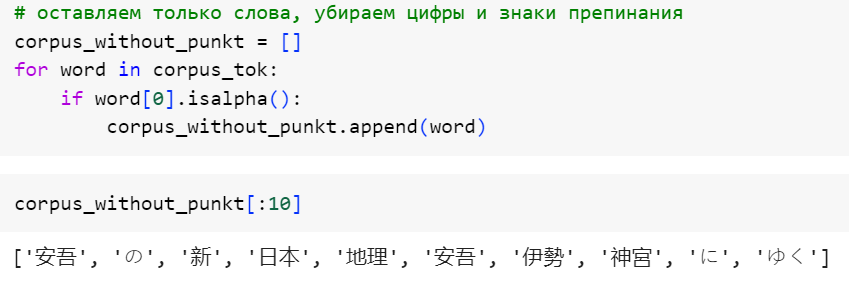 # оставляем только слова, убираем цифры и знаки препинания
corpus_without_punkt = []
for word in corpus_tok:
    if word[0].isalpha():
        corpus_without_punkt.append(word)
corpus_without_punkt[:10]
['安吾', 'の', '新', '日本', '地理', '安吾', '伊勢', '神宮', 'に', 'ゆく']